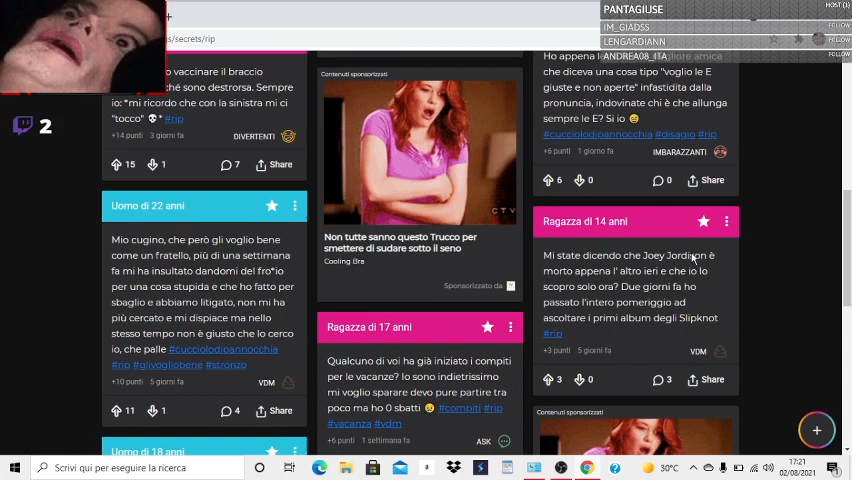 s/secrets/rip
PANTAGIUSE
HOST (1)
IM_GIADSS
FOLLOW
LENGARDIANN
FOLLOW
ANDREA08_ITA
FOLLOW
2
vaccinare il braccio
ché sono destrorsa. Sempre
io: *mi ricordo che con la sinistra mi ci
"tocco" 💀* #rip
+14 punti
3 giorni fa
DIVERTENTI
15
1
7
Share
Uomo di 22 anni
Mio cugino, che però gli voglio bene
come un fratello, più di una settimana
fa mi ha insultato dandomi del fro*io
per una cosa stupida e che ho fatto per
sbaglio e abbiamo litigato, non mi ha
più cercato e mi dispiace ma nello
stesso tempo non è giusto che lo cerco
io, che palle #cucciolodipannocchia
#rip #glivogliobene #stronzo
+10 punti
5 giorni fa
VDM
11
1
4
Share
Uomo di 18 anni
Contenuti sponsorizzati
CTV
Non tutte sanno questo Trucco per
smettere di sudare sotto il seno
Cooling Bra
Sponsorizzato da
Ragazza di 17 anni
Qualcuno di voi ha già iniziato i compiti
per le vacanze? Io sono indietrissimo
mi voglio sparare devo pure partire tra
poco ma ho 0 sbatti 😢 #compiti #rip
#vacanza #vdm
+6 punti
1 settimana fa
ASK
Ho appena le gliore amica
che diceva una cosa tipo "voglio le E
giuste e non aperte" infastidita dalla
pronuncia, indovinate chi è che allunga
sempre le E? Si io
#cucciolodipannocchia #disagio #rip
+6 punti
1 giorno fa
IMBARAZZANTI
6
0
0
Share
Ragazza di 14 anni
Mi state dicendo che Joey Jordison è
morto appena l' altro ieri e che io lo
scopro solo ora? Due giorni fa ho
passato l'intero pomeriggio ad
ascoltare i primi album degli Slipknot
#rip
+3 punti
5 giorni fa
VDM
3
0
3
Share
Contenuti sponsorizzati
+
Scrivi qui per eseguire la ricerca
a
30°C
17:21
02/08/2021